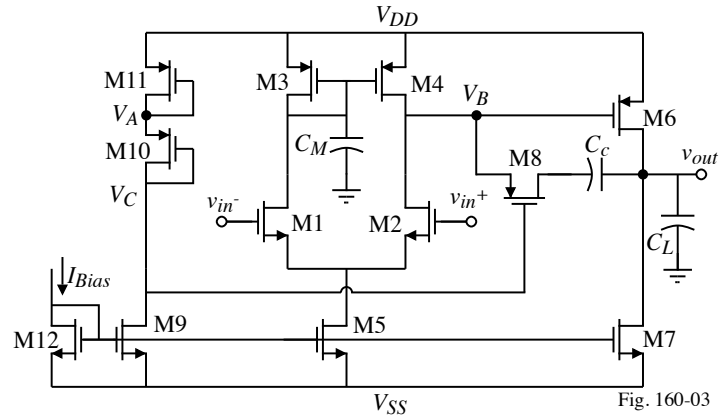 V_DD
M11
M3
M4
V_A
V_B
M6
M10
C_M
M8
C_c
v_out
V_C
v_in-
v_in+
M1
M2
C_L
I_Bias
M12
M9
M5
M7
V_SS
Fig. 160-03